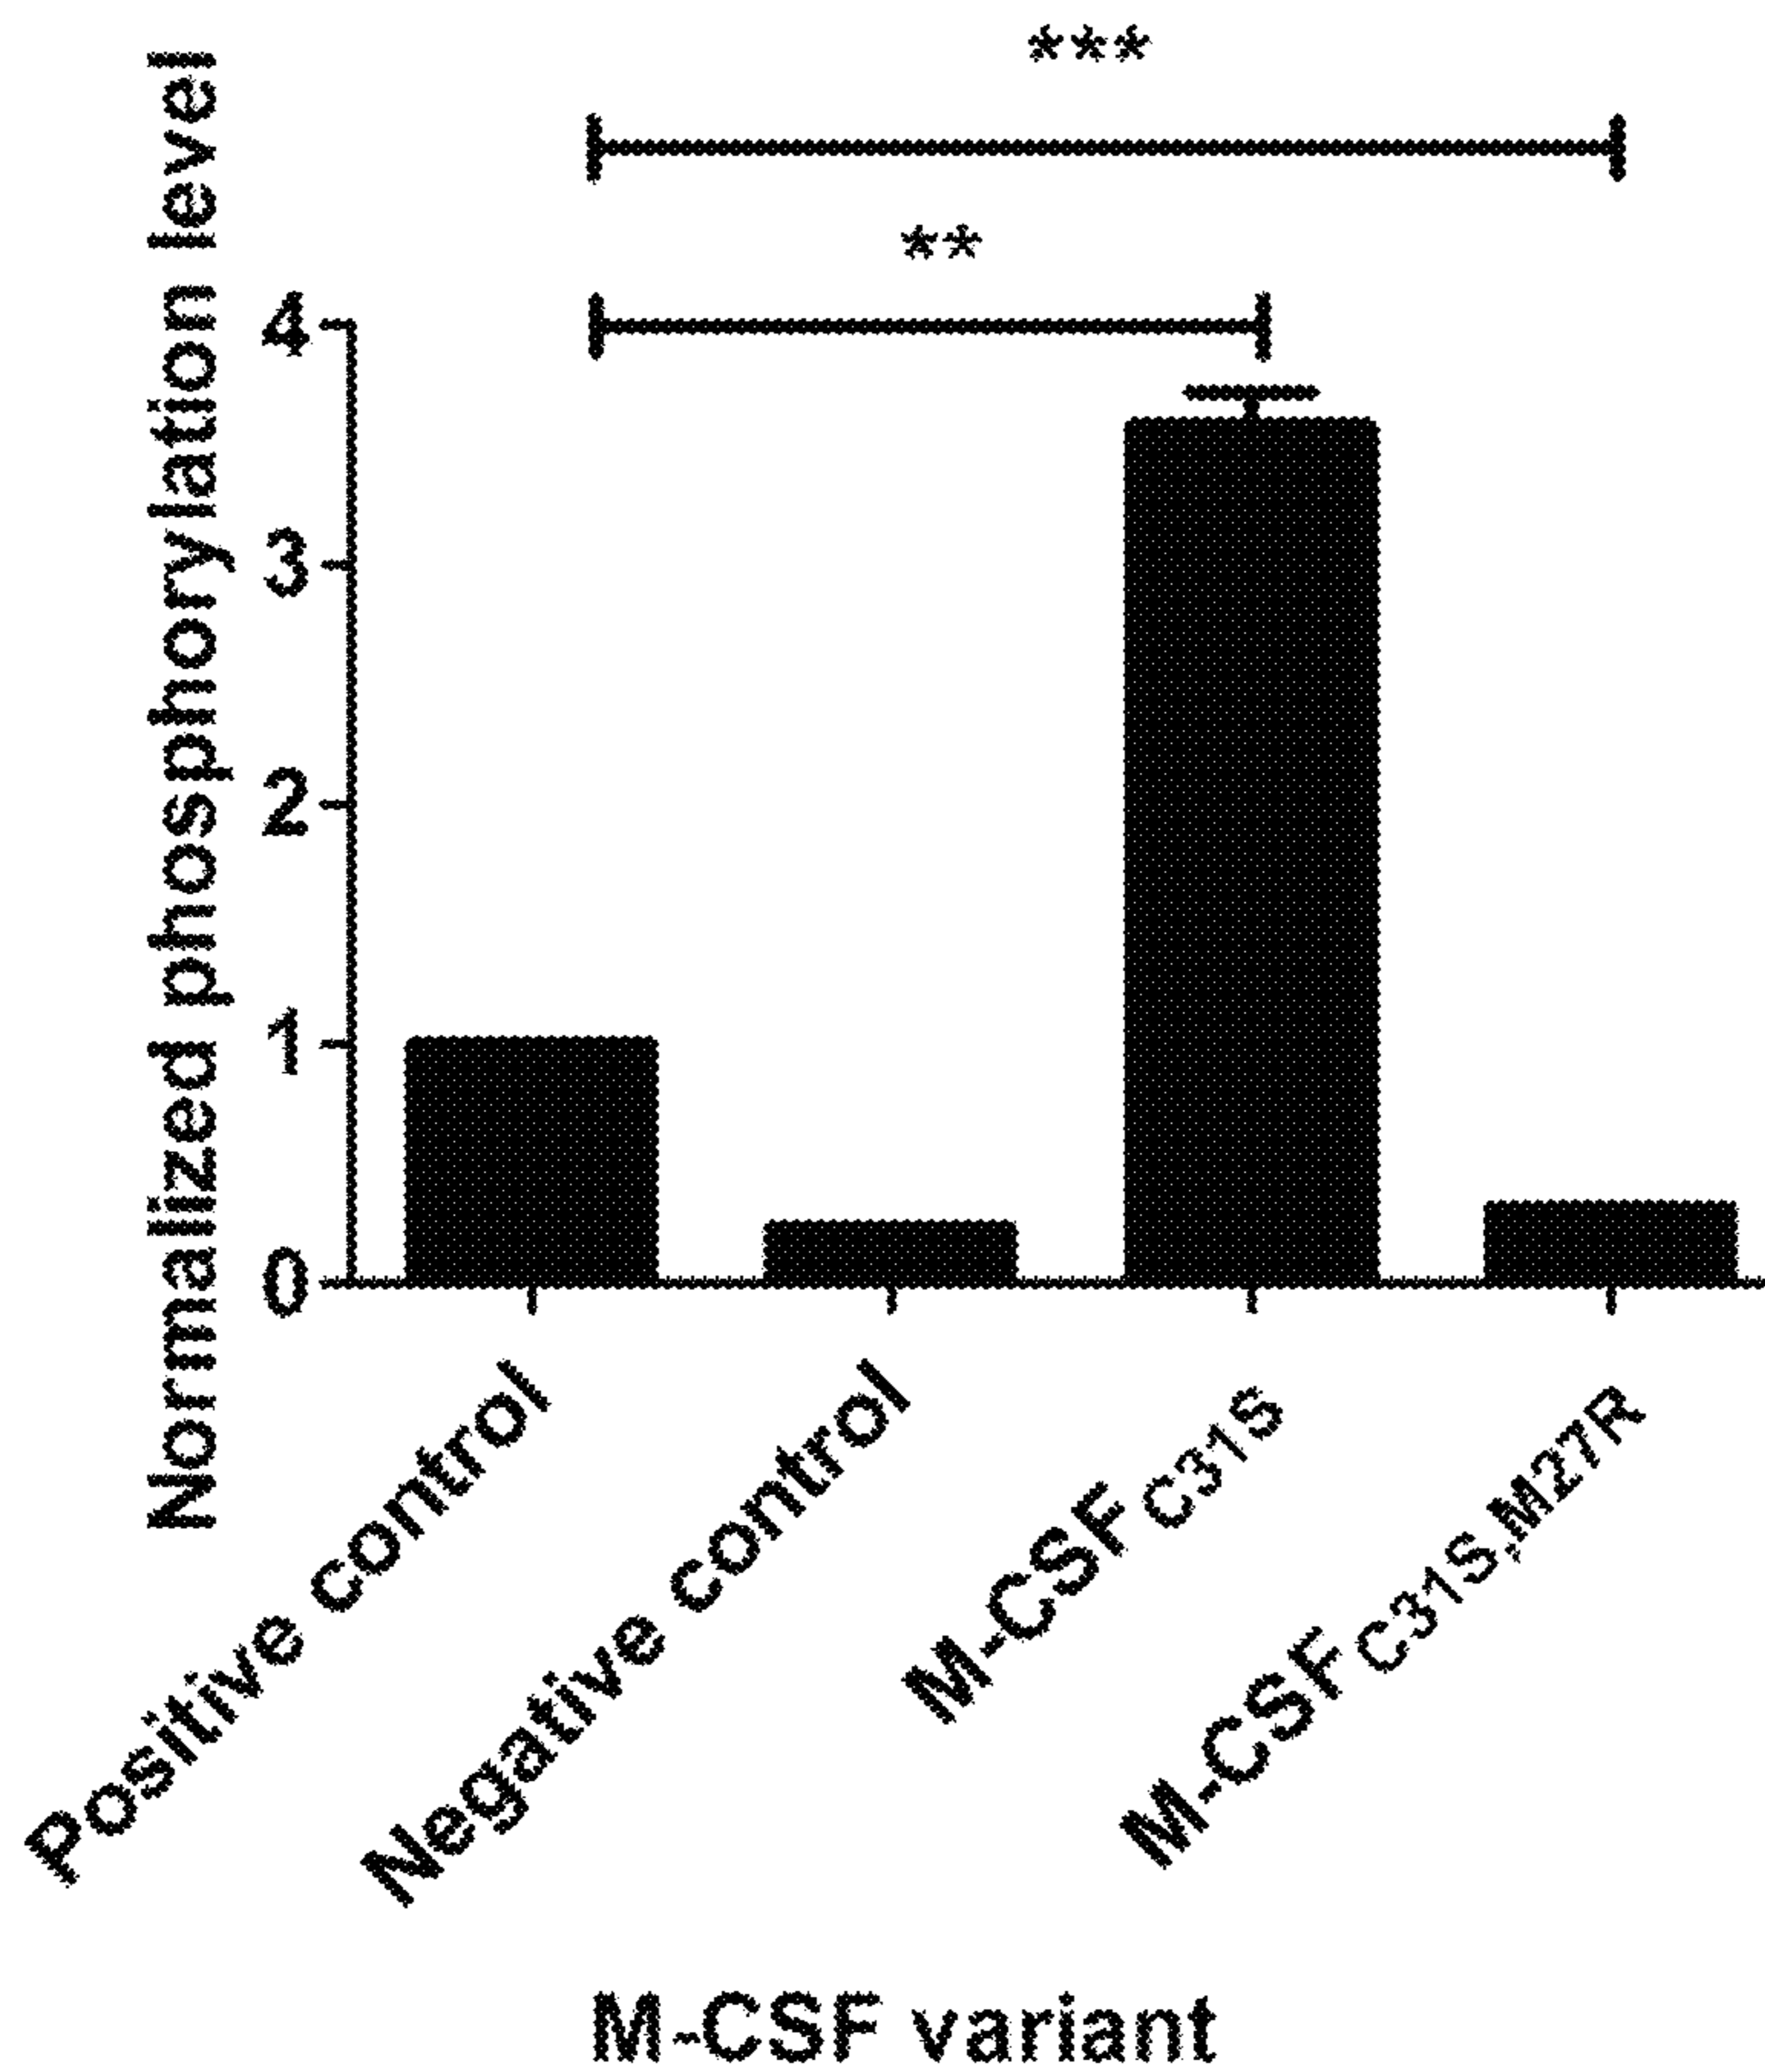 ***
**
Normalized phosphorylation level
4
3
2
1
0
Positive control
Negative control
M-CSF C31S
M-CSF C31S,M27R
M-CSF variant